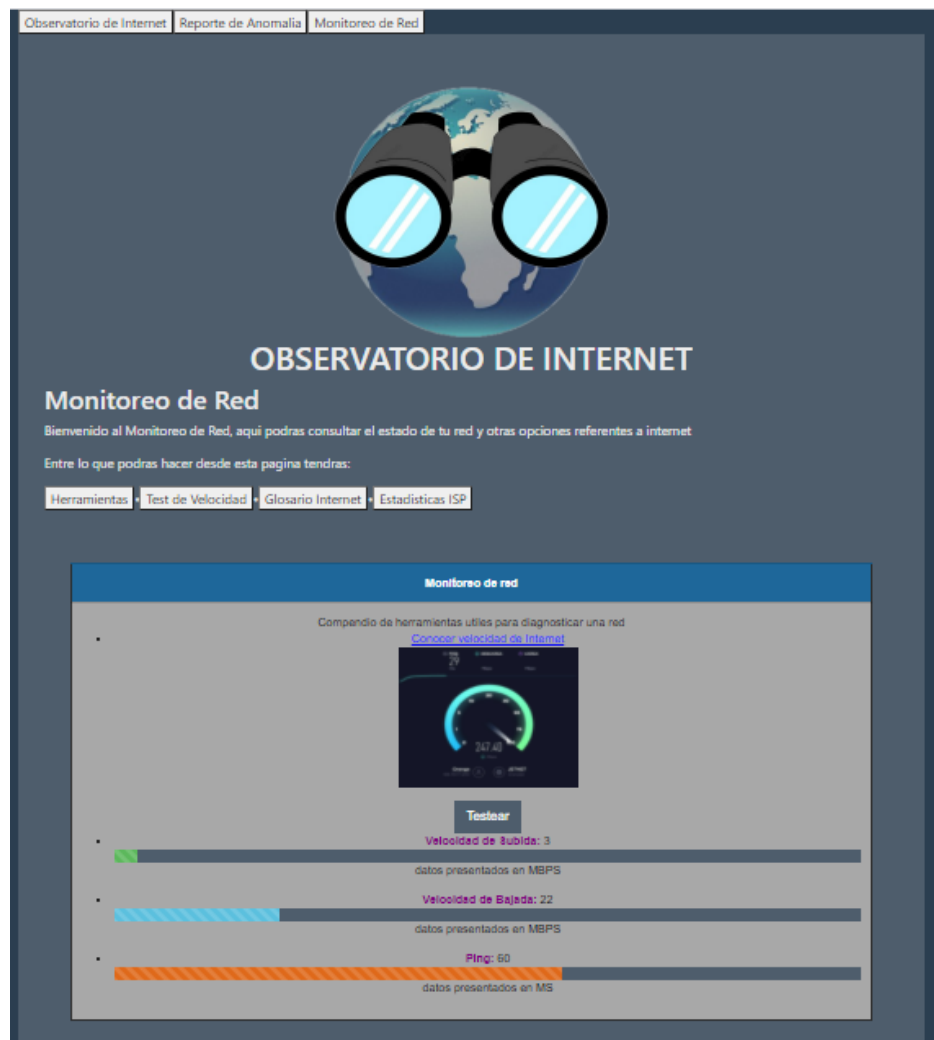 Observatorio de Internet Reporte de Anomalia Monitoreo de Red
OBSERVATORIO DE INTERNET
Monitoreo de Red
Bienvenido al Monitoreo de Red, aqui podras consultar el estado de tu red y otras opciones referentes a internet
Entre lo que podras hacer desde esta pagina tendras:
Herramientas • Test de Velocidad • Glosario Internet • Estadisticas ISP
Monitoreo de red
Compendio de herramientas utiles para diagnosticar una red
Conocer velocidad de Internet
29
247.40
Testear
Velocidad de Subida: 3
datos presentados en MBPS
Velocidad de Bajada: 22
datos presentados en MBPS
Ping: 60
datos presentados en MS